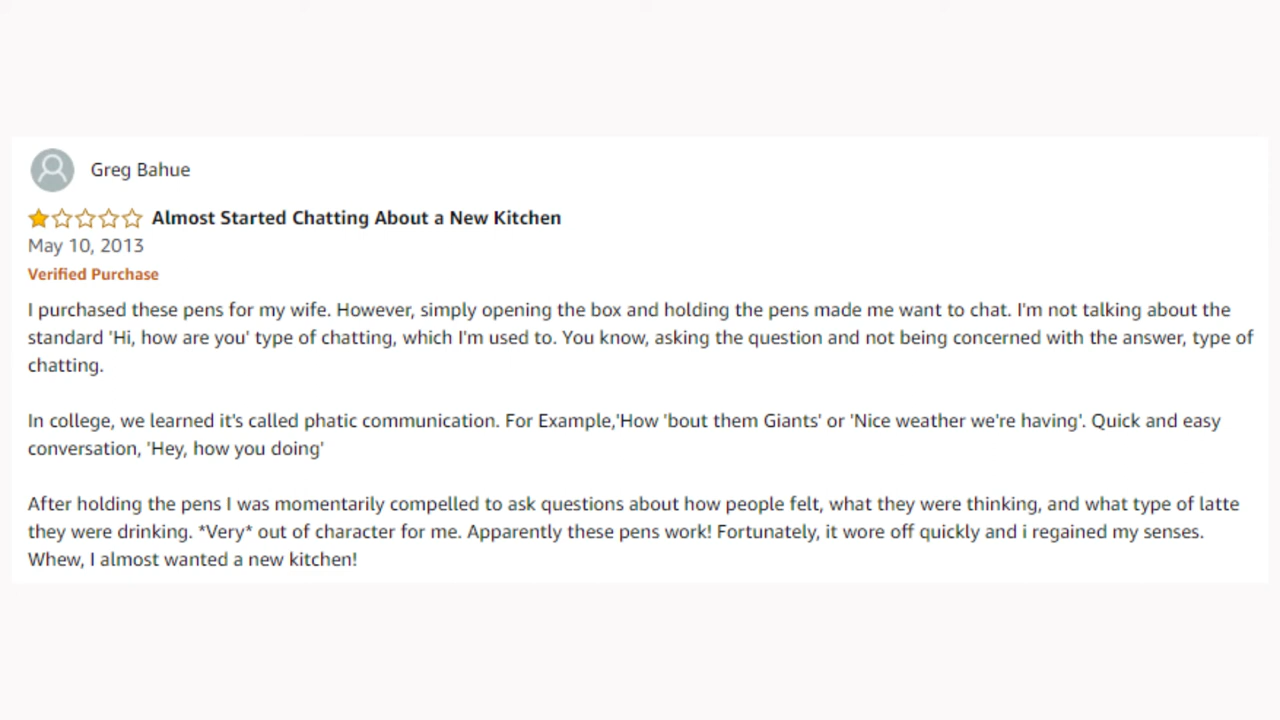 Greg Bahue
Almost Started Chatting About a New Kitchen
May 10, 2013
Verified Purchase
I purchased these pens for my wife. However, simply opening the box and holding the pens made me want to chat. I'm not talking about the
standard 'Hi, how are you' type of chatting, which I'm used to. You know, asking the question and not being concerned with the answer, type of
chatting.
In college, we learned it's called phatic communication. For Example,'How 'bout them Giants' or 'Nice weather we're having'. Quick and easy
conversation, 'Hey, how you doing'
After holding the pens I was momentarily compelled to ask questions about how people felt, what they were thinking, and what type of latte
they were drinking. *Very* out of character for me. Apparently these pens work! Fortunately, it wore off quickly and i regained my senses.
Whew, I almost wanted a new kitchen!